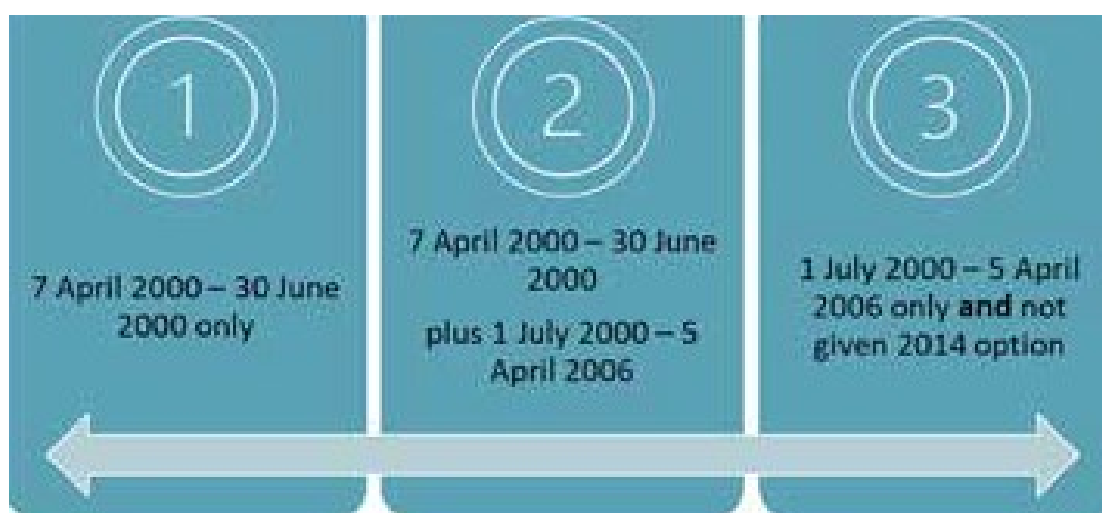 1
7 April 2000 – 30 June
2000 only
2
7 April 2000 – 30 June
2000
plus 1 July 2000 – 5
April 2006
3
1 July 2000 – 5 April
2006 only and not
given 2014 option